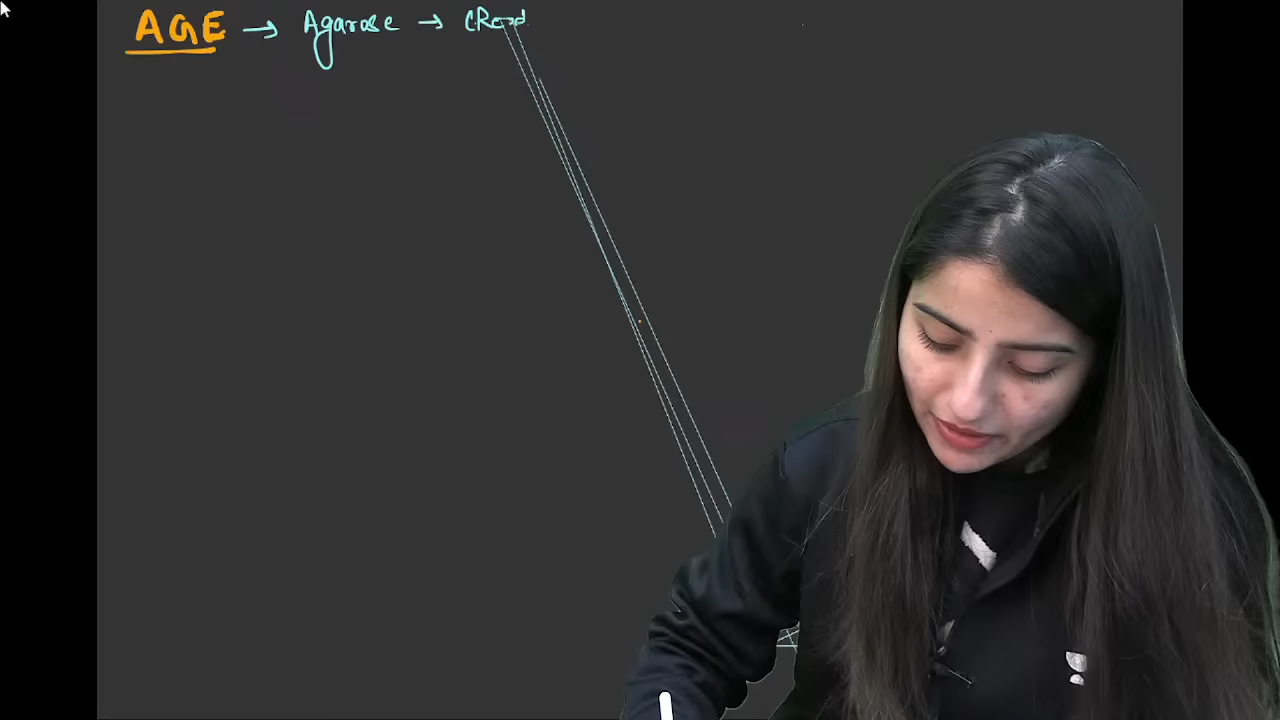 AGE → Agarose →